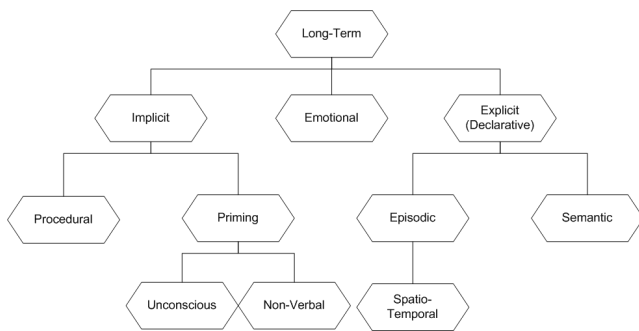 Long-Term
Implicit
Emotional
Explicit
(Declarative)
Procedural
Priming
Episodic
Semantic
Unconscious
Non-Verbal
Spatio-
Temporal